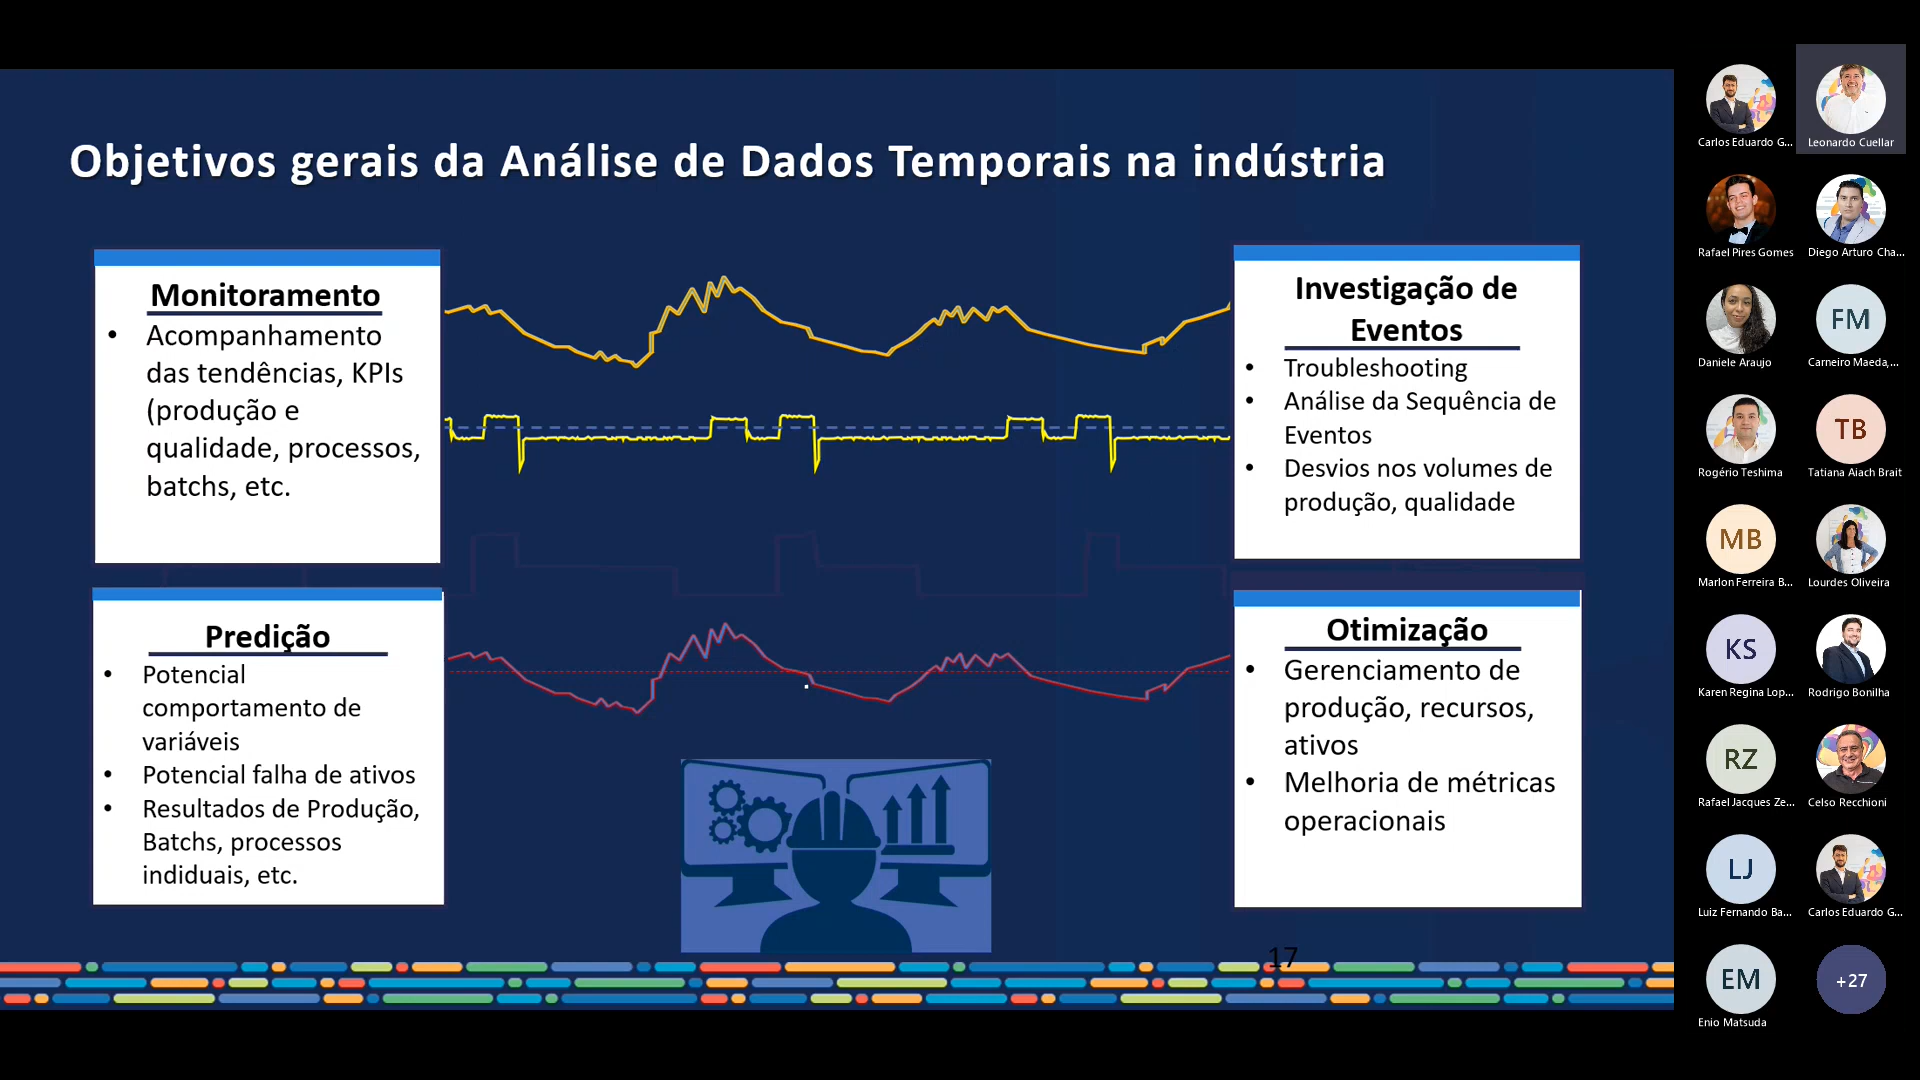 Objetivos gerais da Análise de Dados Temporais na indústria
Monitoramento
• Acompanhamento
das tendências, KPIs
(produção e
qualidade, processos,
batchs, etc.
Investigação de
Eventos
• Troubleshooting
• Análise da Sequência de
Eventos
• Desvios nos volumes de
produção, qualidade
Predição
• Potencial
comportamento de
variáveis
• Potencial falha de ativos
• Resultados de Produção,
Batchs, processos
indiduais, etc.
Otimização
• Gerenciamento de
produção, recursos,
ativos
• Melhoria de métricas
operacionais
17
Carlos Eduardo G...
Leonardo Cuellar
Rafael Pires Gomes
Diego Arturo Cha...
Daniele Araujo
FM
Carneiro Maeda,...
Rogério Teshima
TB
Tatiana Aiach Brait
MB
Marlon Ferreira B...
Lourdes Oliveira
KS
Karen Regina Lop...
Rodrigo Bonilha
RZ
Rafael Jacques Ze...
Celso Recchioni
LJ
Luiz Fernando Ba...
Carlos Eduardo G...
EM
Enio Matsuda
+27